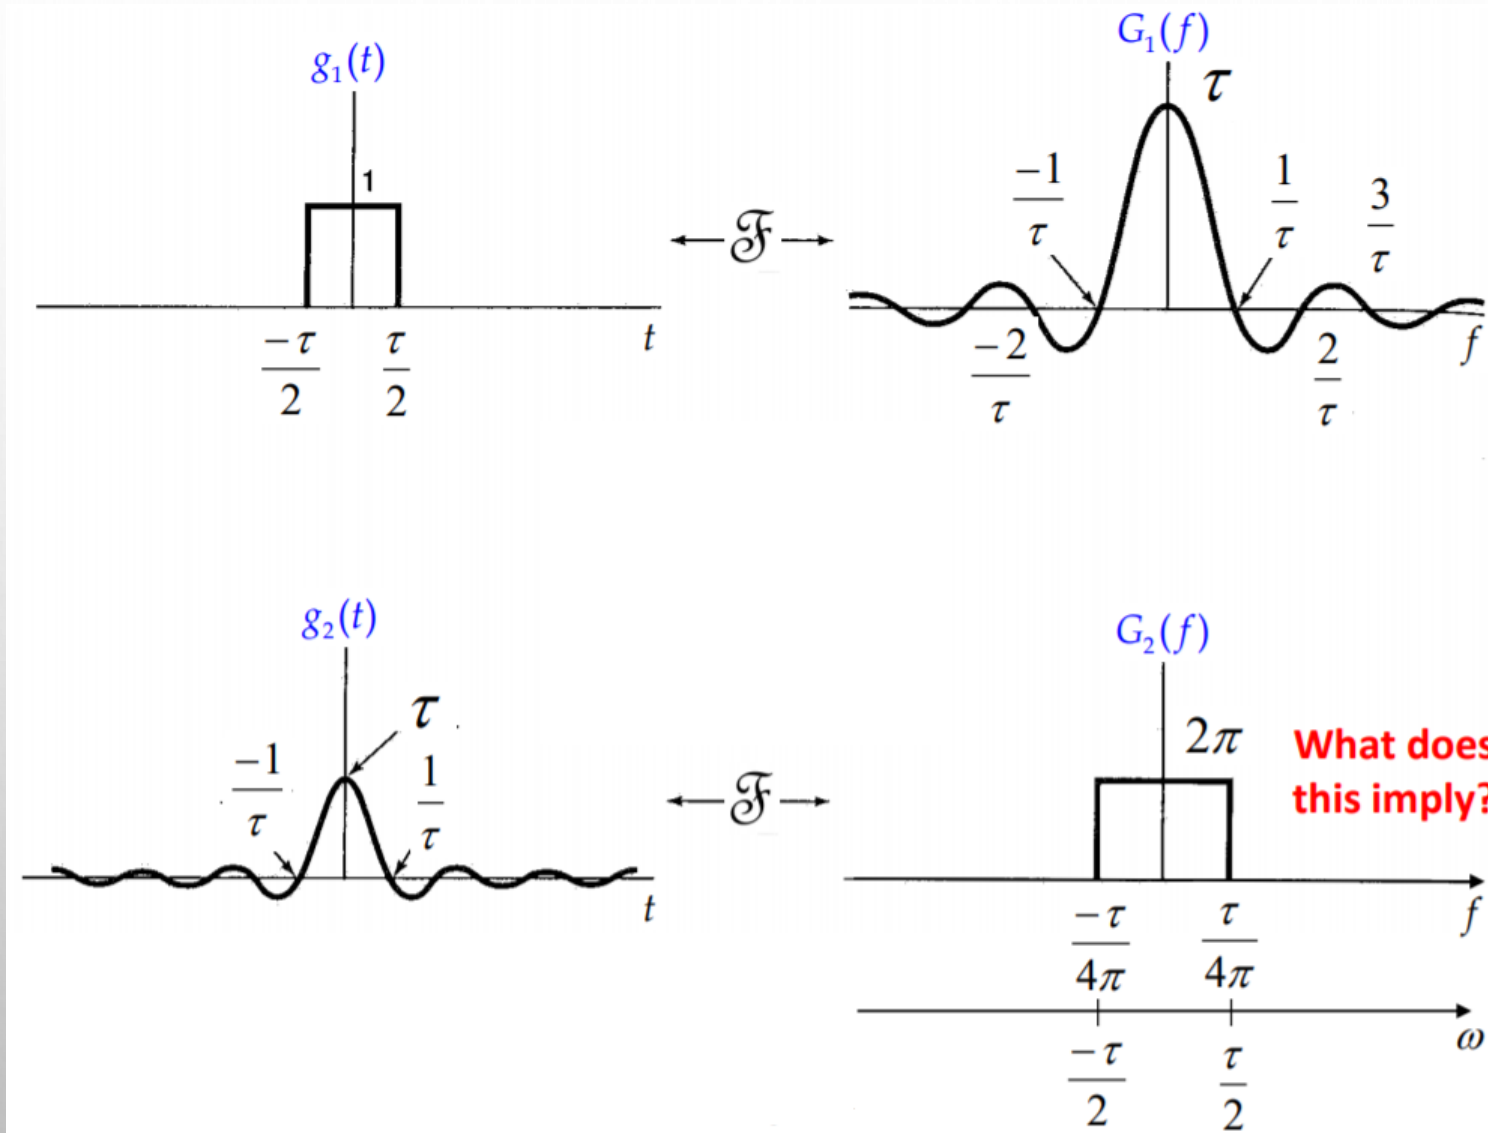 g₁(t)
1
-τ/2
τ/2
t
ℱ
G₁(f)
τ
-1/τ
1/τ
3/τ
-2/τ
2/τ
f
g₂(t)
τ
-1/τ
1/τ
t
ℱ
G₂(f)
2π
What does
this imply?
-τ/4π
τ/4π
f
-τ/2
τ/2
ω